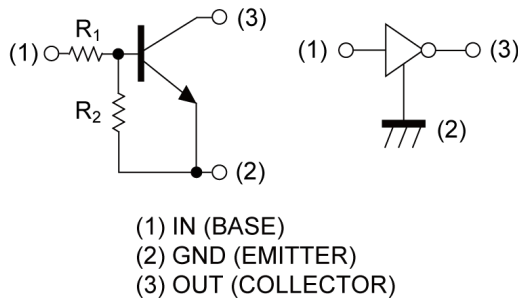 R1
(3)
(1)
R2
(2)
(1)
(3)
(2)
(1) IN (BASE)
(2) GND (EMITTER)
(3) OUT (COLLECTOR)